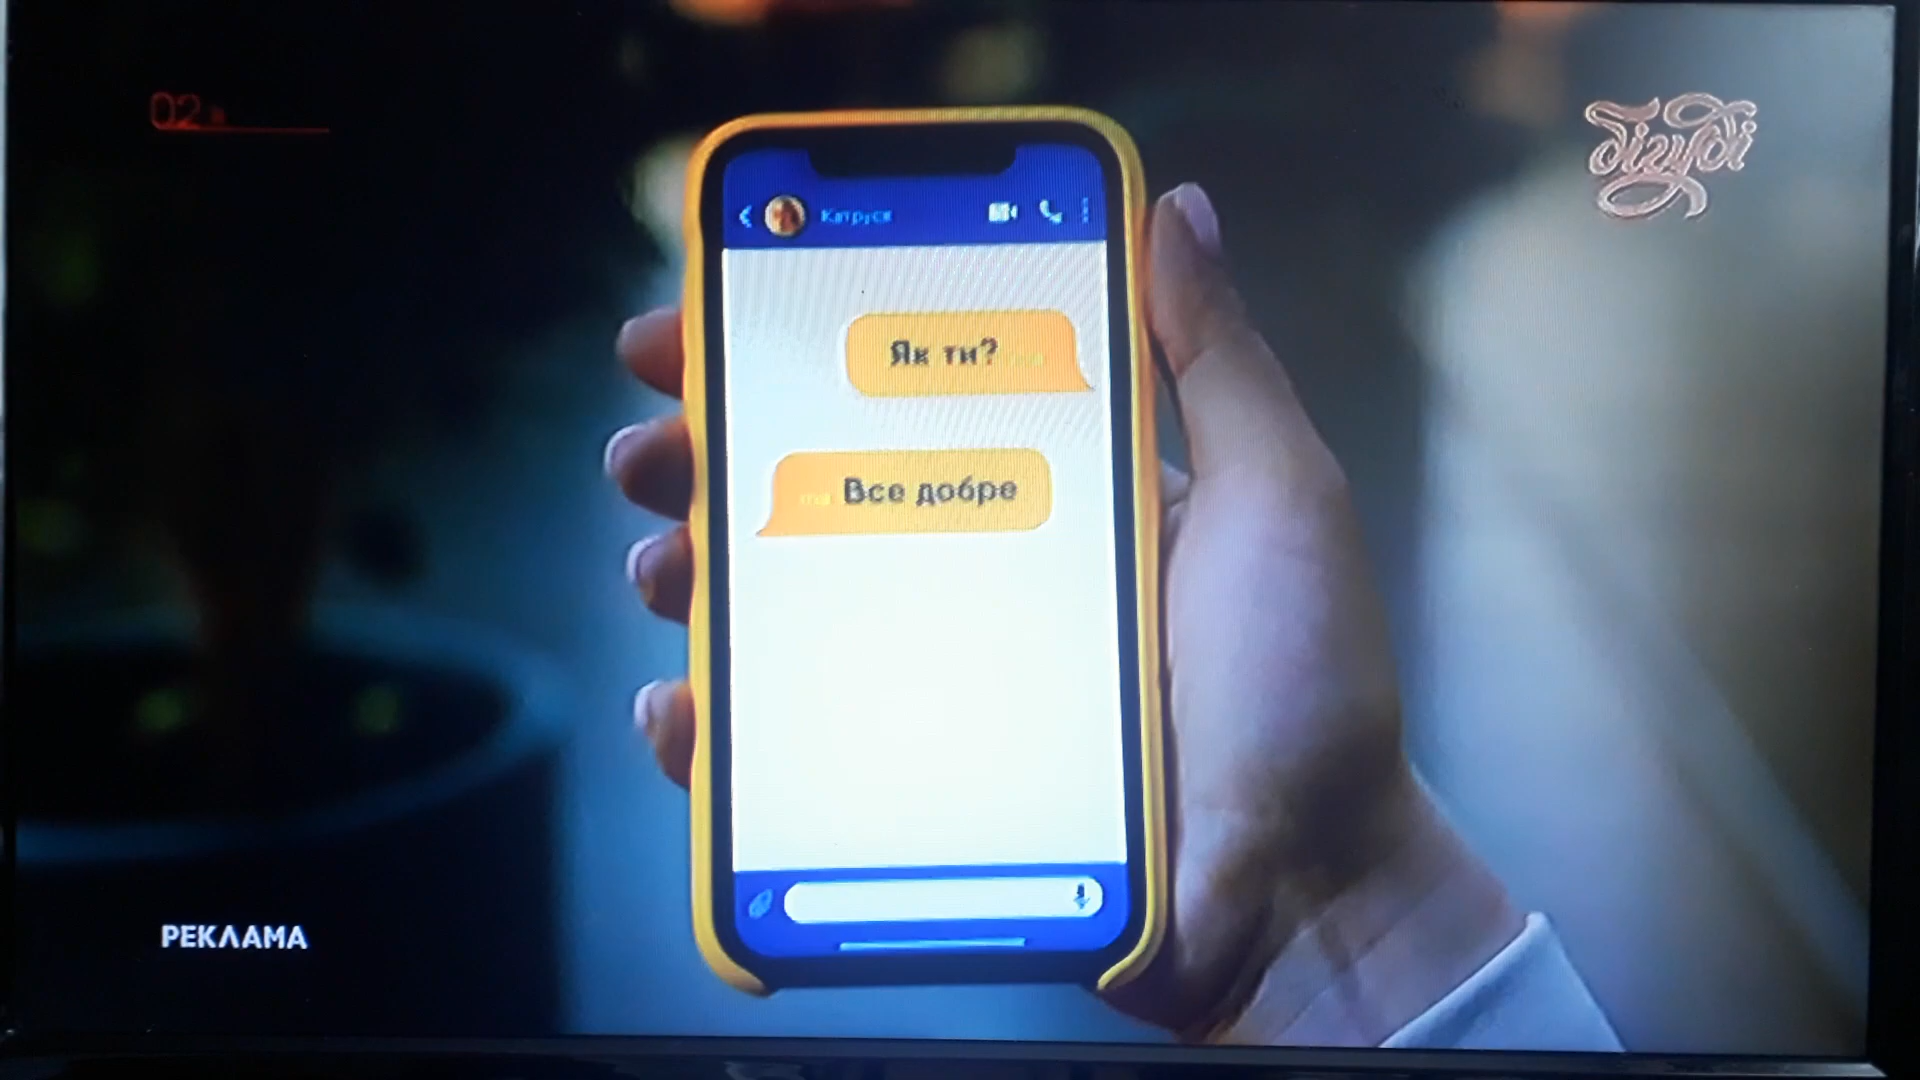 02
бігуді
Катруся
Як ти?
Все добре
РЕКЛАМА